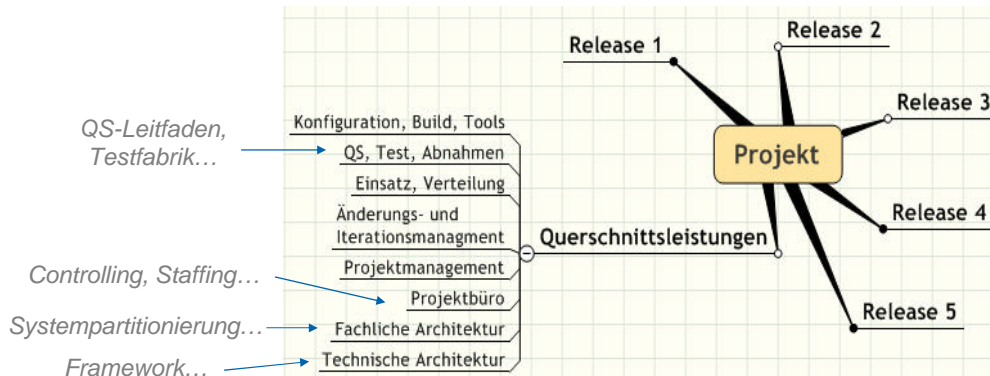 Release 1
Release 2
Release 3
Projekt
Release 4
Release 5
Querschnittsleistungen
Konfiguration, Build, Tools
QS, Test, Abnahmen
Einsatz, Verteilung
Änderungs- und
Iterationsmanagment
Projektmanagement
Projektbüro
Fachliche Architektur
Technische Architektur
QS-Leitfaden,
Testfabrik…
Controlling, Staffing…
Systempartitionierung…
Framework…